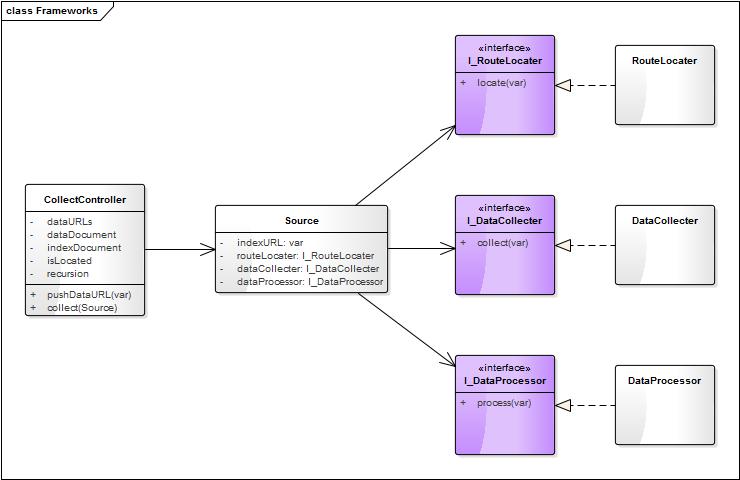 class Frameworks
«interface»
I_RouteLocater
+ locate(var)
RouteLocater
CollectController
- dataURLs
- dataDocument
- indexDocument
- isLocated
- recursion
+ pushDataURL(var)
+ collect(Source)
Source
- indexURL: var
- routeLocater: I_RouteLocater
- dataCollecter: I_DataCollecter
- dataProcessor: I_DataProcessor
«interface»
I_DataCollecter
+ collect(var)
DataCollecter
«interface»
I_DataProcessor
+ process(var)
DataProcessor